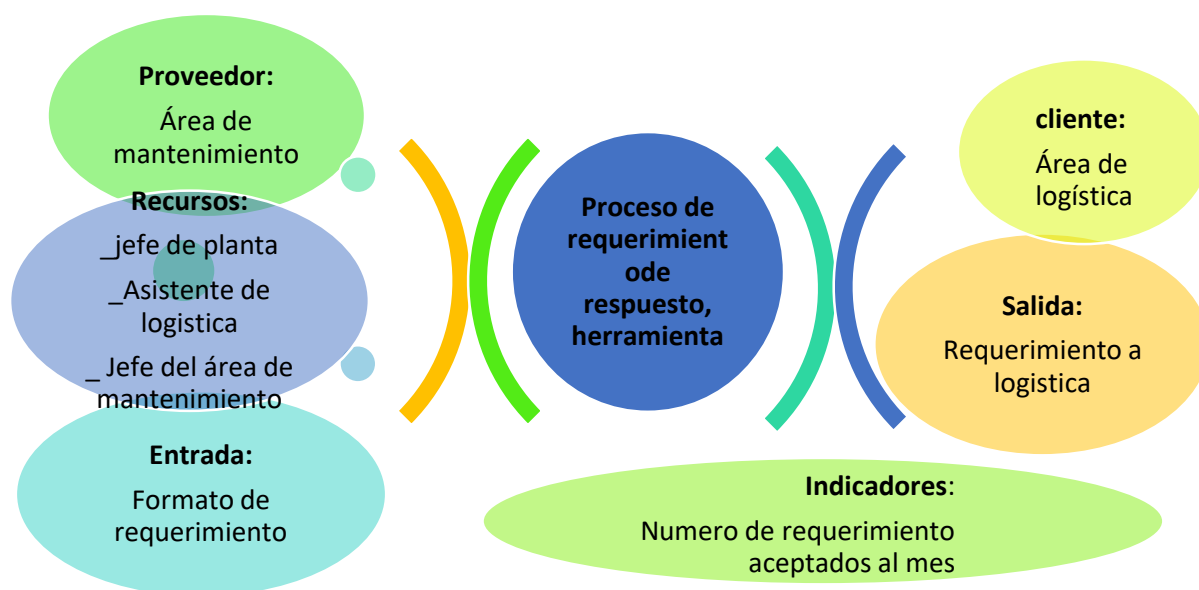 Proveedor:
Área de
mantenimiento
Recursos:
_jefe de planta
_Asistente de
logistica
_ Jefe del área de
mantenimiento
Entrada:
Formato de
requerimiento
Proceso de
requerimient
ode
respuesto,
herramienta
cliente:
Área de
logística
Salida:
Requerimiento a
logistica
Indicadores:
Numero de requerimiento
aceptados al mes